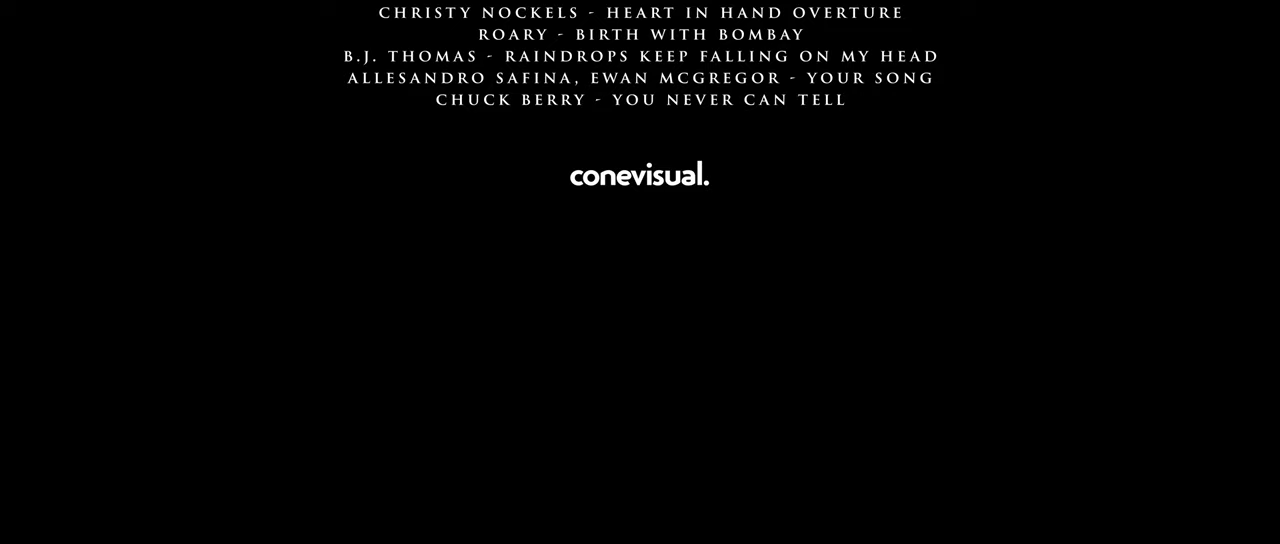 CHRISTY NOCKELS - HEART IN HAND OVERTURE
ROARY - BIRTH WITH BOMBAY
B.J. THOMAS - RAINDROPS KEEP FALLING ON MY HEAD
ALLESANDRO SAFINA, EWAN MCGREGOR - YOUR SONG
CHUCK BERRY - YOU NEVER CAN TELL
conevisual.